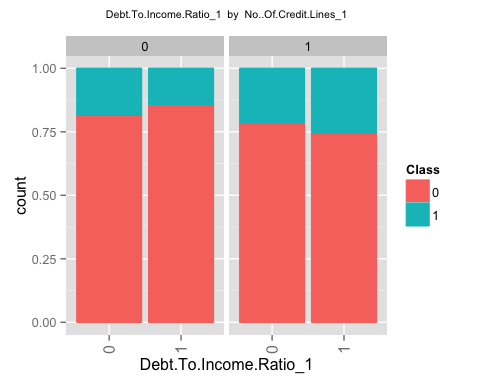 Debt.To.Income.Ratio_1 by No..Of.Credit.Lines_1
0 1
1.00
0.75
0.50
0.25
0.00
count
0 1 0 1
Debt.To.Income.Ratio_1
Class
0
1